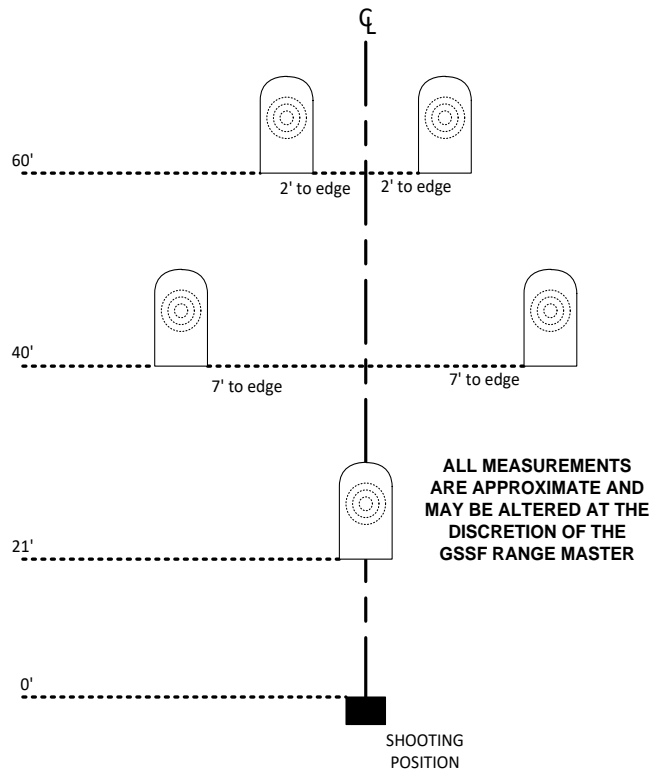 ℄
60'
2' to edge 2' to edge
40'
7' to edge 7' to edge
ALL MEASUREMENTS
ARE APPROXIMATE AND
MAY BE ALTERED AT THE
DISCRETION OF THE
GSSF RANGE MASTER
21'
0'
SHOOTING
POSITION